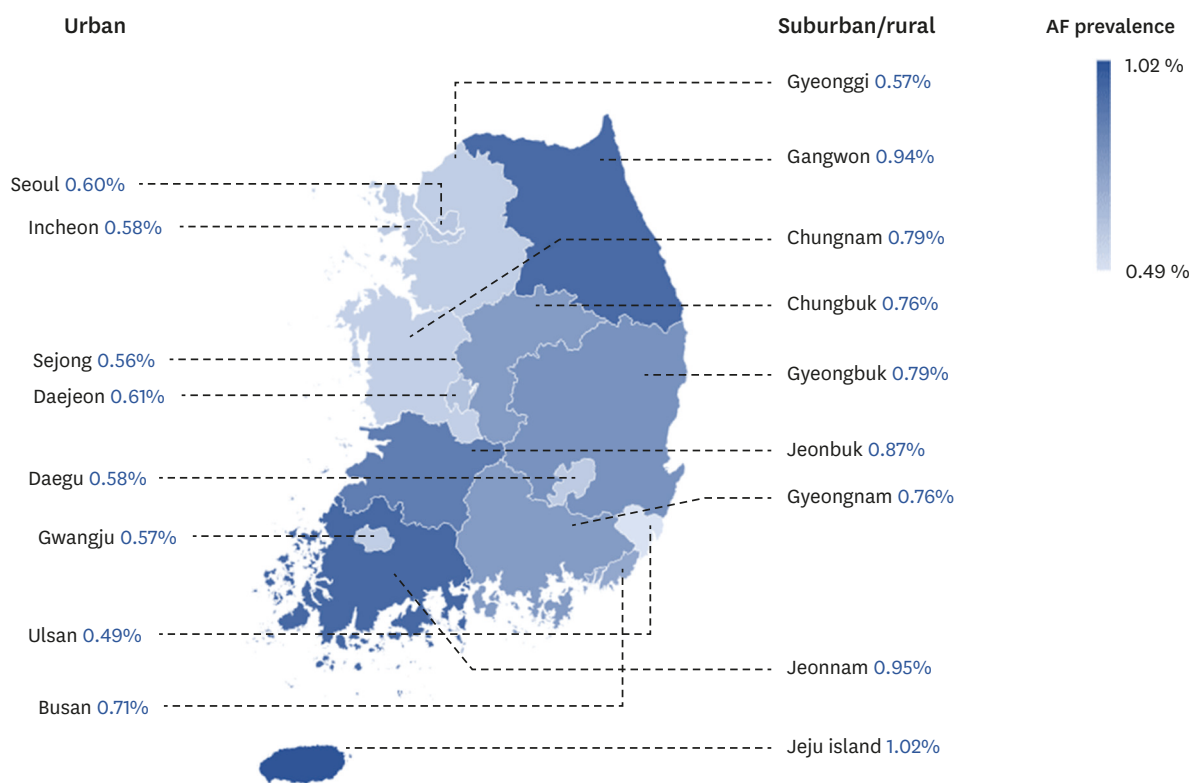 Urban
Suburban/rural
AF prevalence
1.02 %
0.49 %
Gyeonggi 0.57%
Gangwon 0.94%
Seoul 0.60%
Incheon 0.58%
Chungnam 0.79%
Chungbuk 0.76%
Sejong 0.56%
Gyeongbuk 0.79%
Daejeon 0.61%
Jeonbuk 0.87%
Daegu 0.58%
Gyeongnam 0.76%
Gwangju 0.57%
Ulsan 0.49%
Jeonnam 0.95%
Busan 0.71%
Jeju island 1.02%